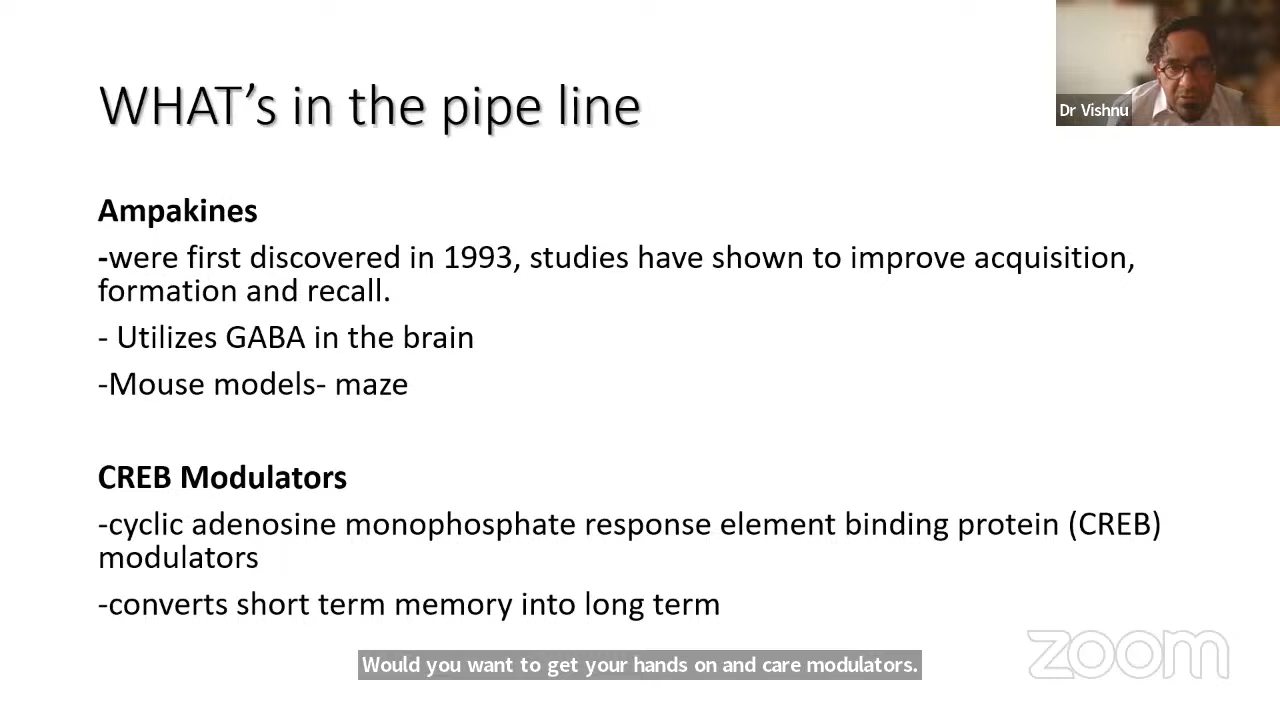 WHAT's in the pipe line
Dr Vishnu
Ampakines
-were first discovered in 1993, studies have shown to improve acquisition,
formation and recall.
- Utilizes GABA in the brain
-Mouse models- maze
CREB Modulators
-cyclic adenosine monophosphate response element binding protein (CREB)
modulators
-converts short term memory into long term
Would you want to get your hands on and care modulators.
zoom